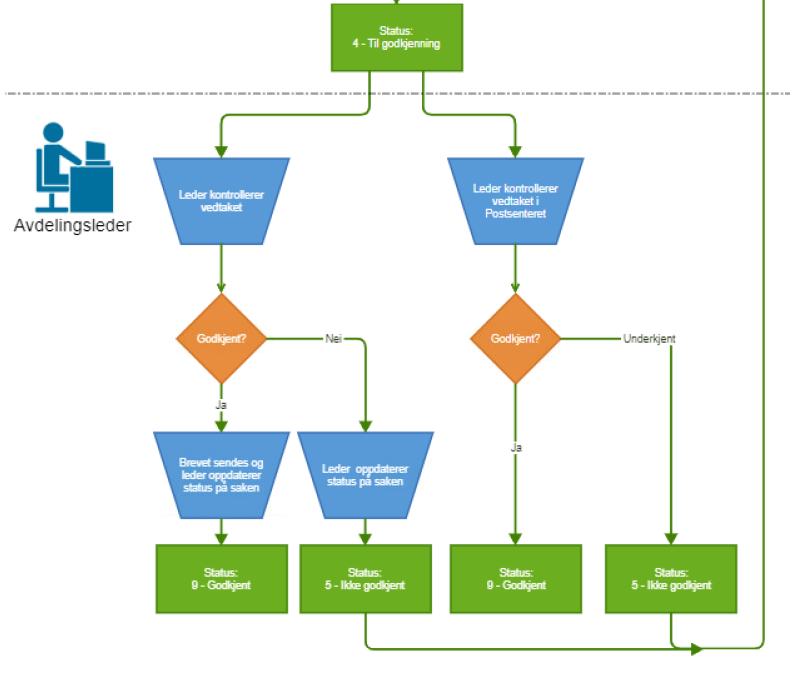 Status:
4 - Til godkjenning
Avdelingsleder
Leder kontrollerer
vedtaket
Leder kontrollerer
vedtaket i
Postsenteret
Godkjent?
Nei
Godkjent?
Underkjent
Ja
Ja
Brevet sendes og
leder oppdaterer
status på saken
Leder oppdaterer
status på saken
Status:
9 - Godkjent
Status:
5 - Ikke godkjent
Status:
9 - Godkjent
Status:
5 - Ikke godkjent